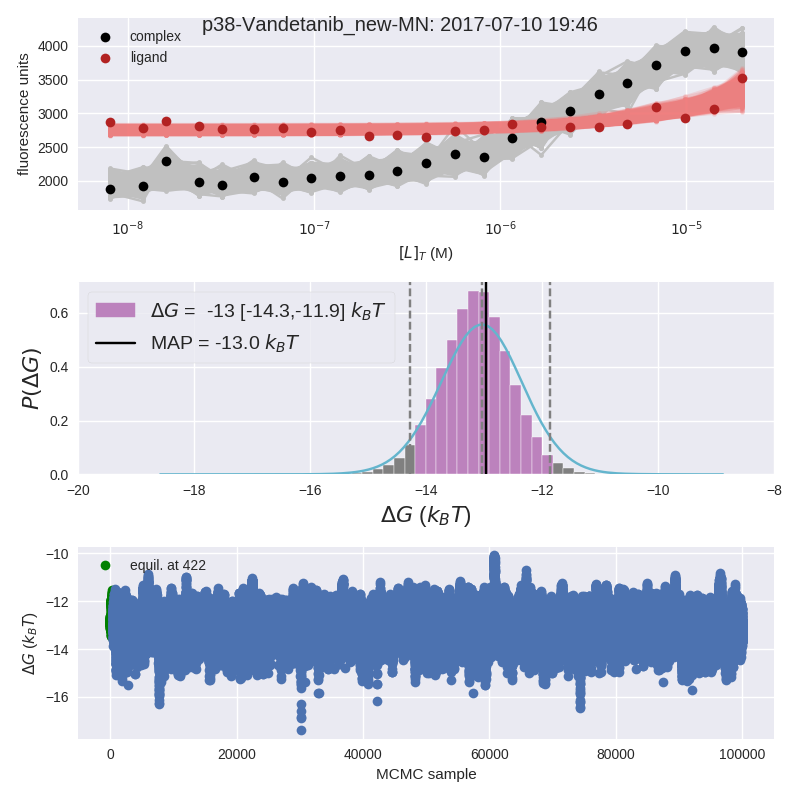 p38-Vandetanib_new-MN: 2017-07-10 19:46
complex
ligand
fluorescence units
4000
3500
3000
2500
2000
10⁻⁸
10⁻⁷
10⁻⁶
10⁻⁵
[L]_T (M)
ΔG = -13 [-14.3,-11.9] k_BT
MAP = -13.0 k_BT
P(ΔG)
0.6
0.4
0.2
0.0
−20
−18
−16
−14
−12
−10
−8
ΔG (k_BT)
equil. at 422
ΔG (k_BT)
−10
−12
−14
−16
0
20000
40000
60000
80000
100000
MCMC sample